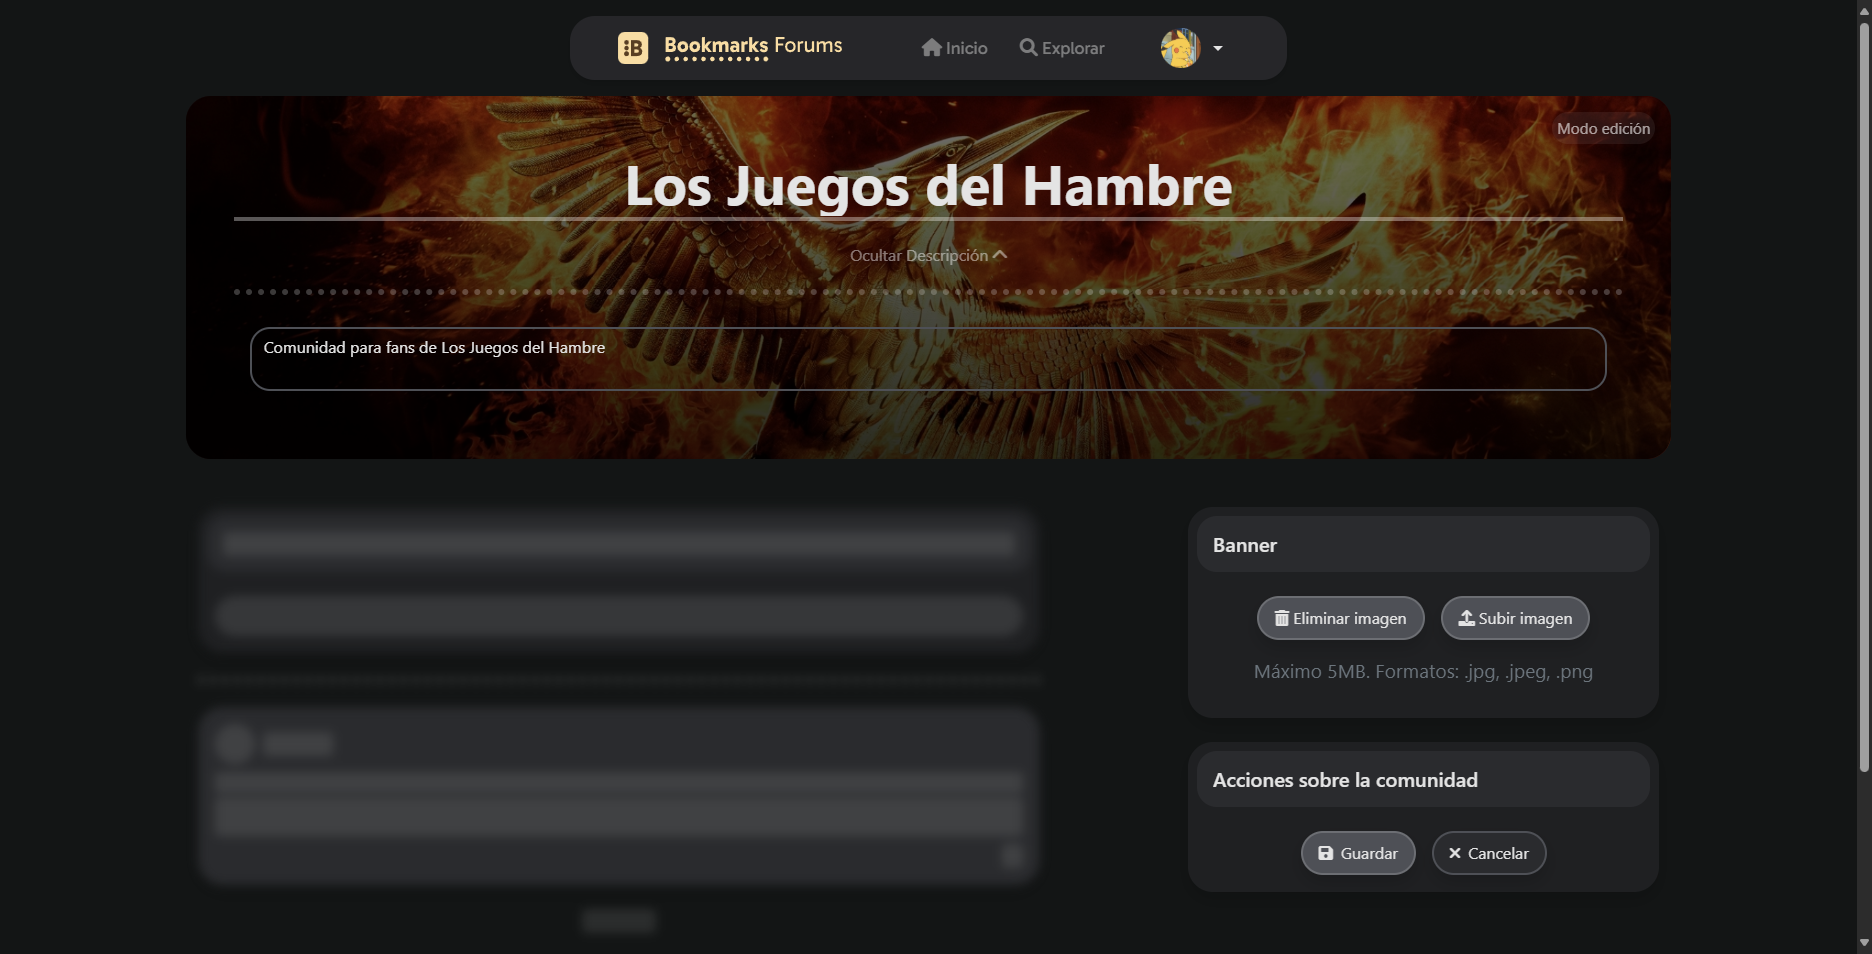 :B Bookmarks Forums
Inicio
Explorar
Modo edición
Los Juegos del Hambre
Ocultar Descripción
Comunidad para fans de Los Juegos del Hambre
Banner
Eliminar imagen
Subir imagen
Máximo 5MB. Formatos: .jpg, .jpeg, .png
Acciones sobre la comunidad
Guardar
Cancelar